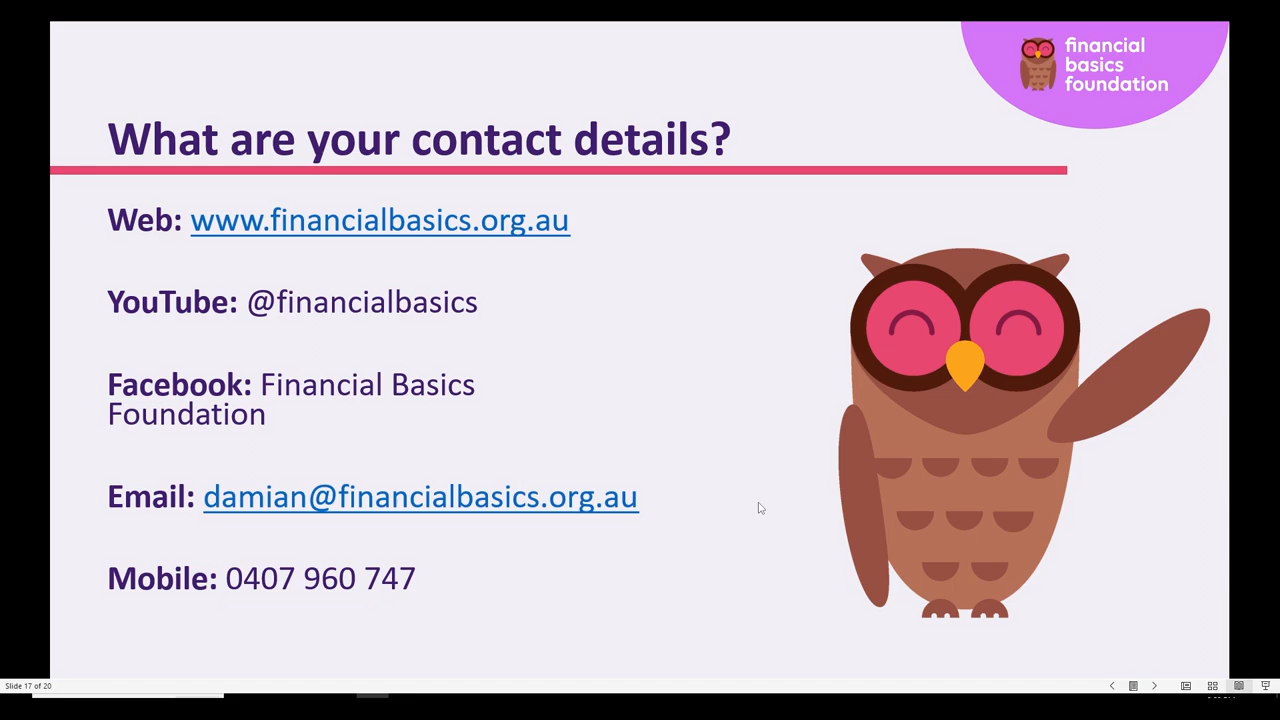 financial
basics
foundation
What are your contact details?
Web: www.financialbasics.org.au
YouTube: @financialbasics
Facebook: Financial Basics
Foundation
Email: damian@financialbasics.org.au
Mobile: 0407 960 747
Slide 17 of 20